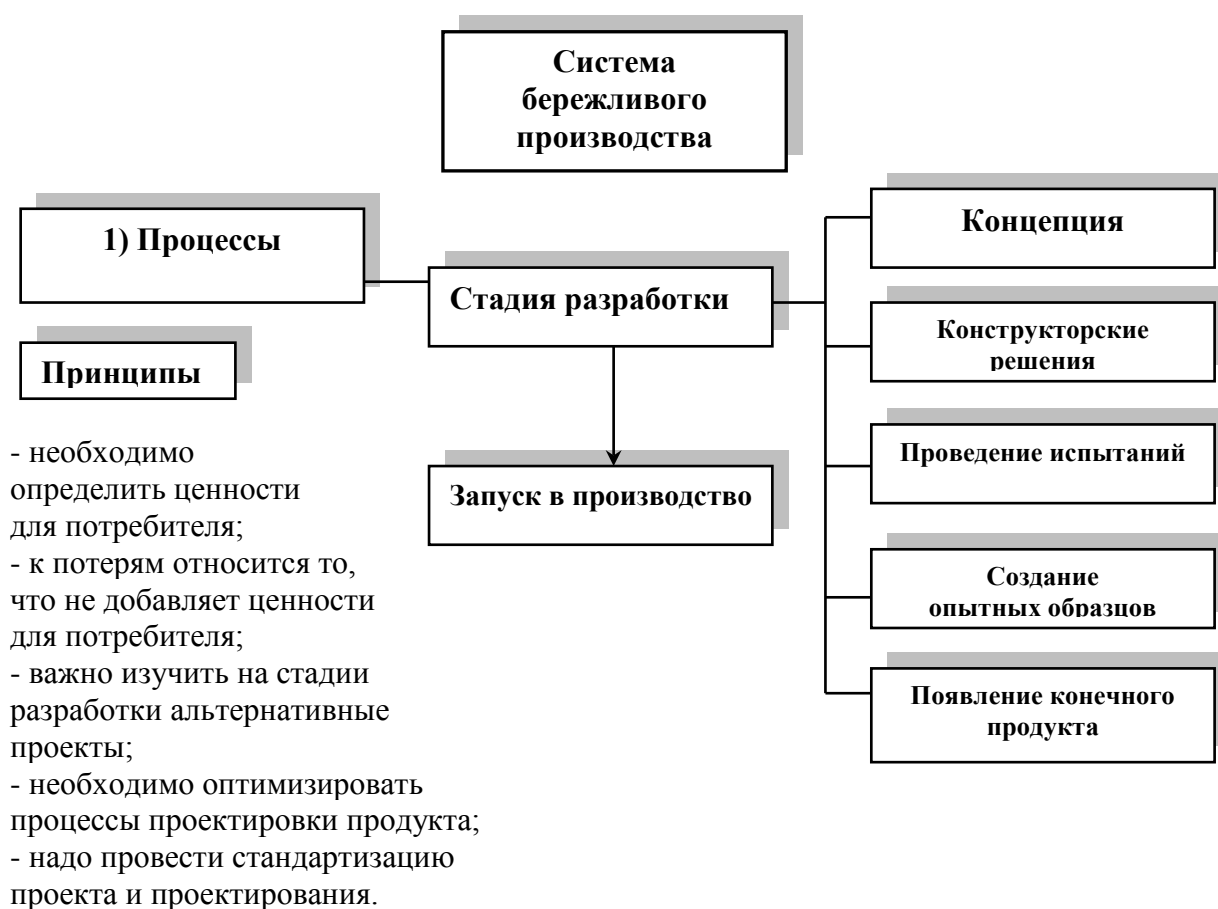 Система
бережливого
производства
1) Процессы
Стадия разработки
Концепция
Конструкторские
решения
Принципы
Проведение испытаний
Запуск в производство
Создание
опытных образцов
Появление конечного
продукта
- необходимо
определить ценности
для потребителя;
- к потерям относится то,
что не добавляет ценности
для потребителя;
- важно изучить на стадии
разработки альтернативные
проекты;
- необходимо оптимизировать
процессы проектировки продукта;
- надо провести стандартизацию
проекта и проектирования.